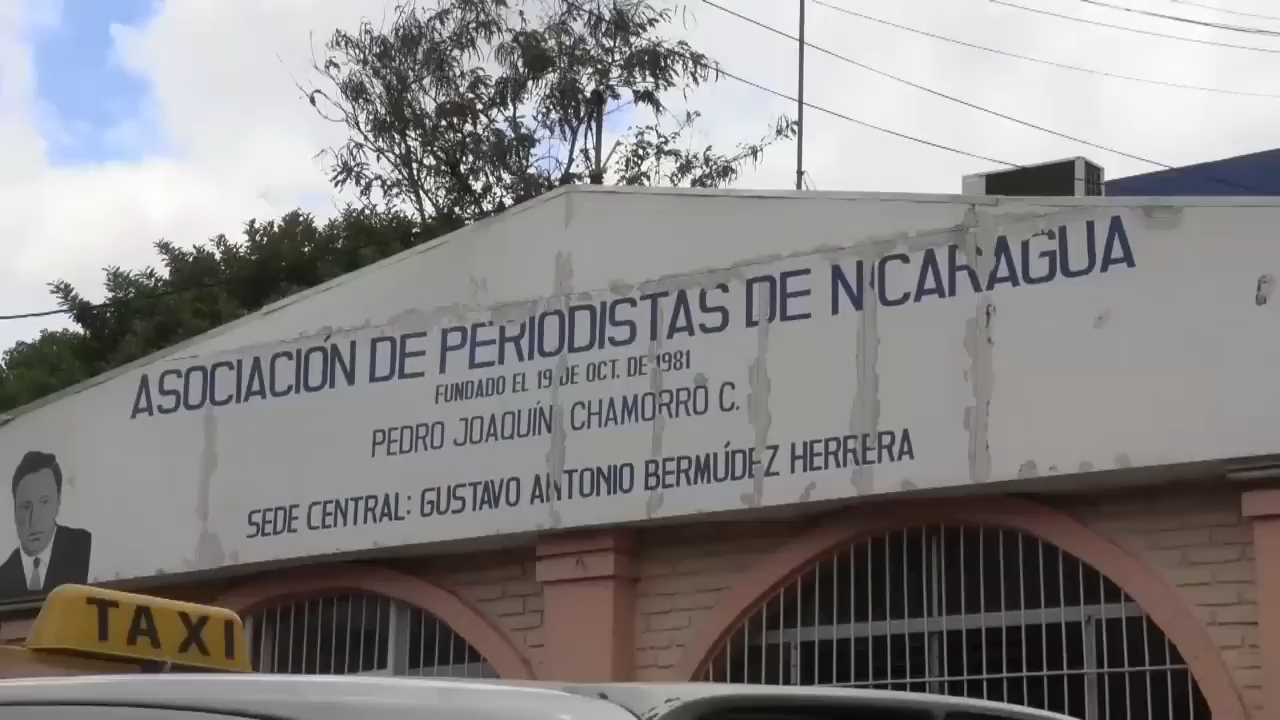 ASOCIACIÓN DE PERIODISTAS DE NICARAGUA
FUNDADO EL 19 DE OCT. DE 1981
PEDRO JOAQUÍN CHAMORRO C.
SEDE CENTRAL: GUSTAVO ANTONIO BERMÚDEZ HERRERA
TAXI